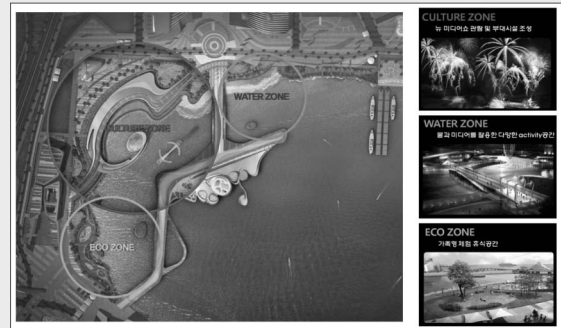 CULTURE ZONE
WATER ZONE
ECO ZONE
CULTURE ZONE
뉴 미디어쇼 관람 및 부대시설 조성
WATER ZONE
물과 미디어를 활용한 다양한 activity공간
ECO ZONE
가족형 체험 휴식공간